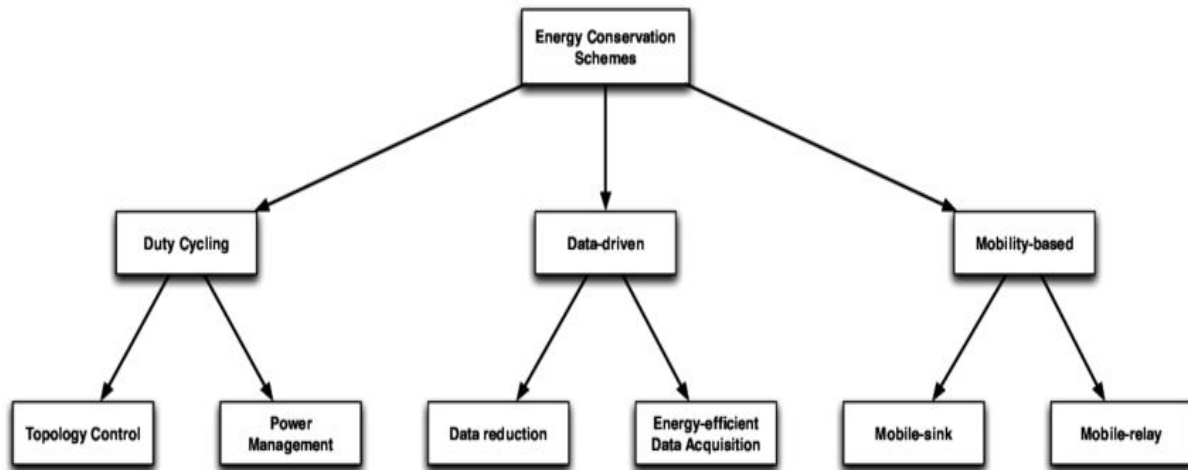 Energy Conservation
Schemes
Duty Cycling
Data-driven
Mobility-based
Topology Control
Power
Management
Data reduction
Energy-efficient
Data Acquisition
Mobile-sink
Mobile-relay